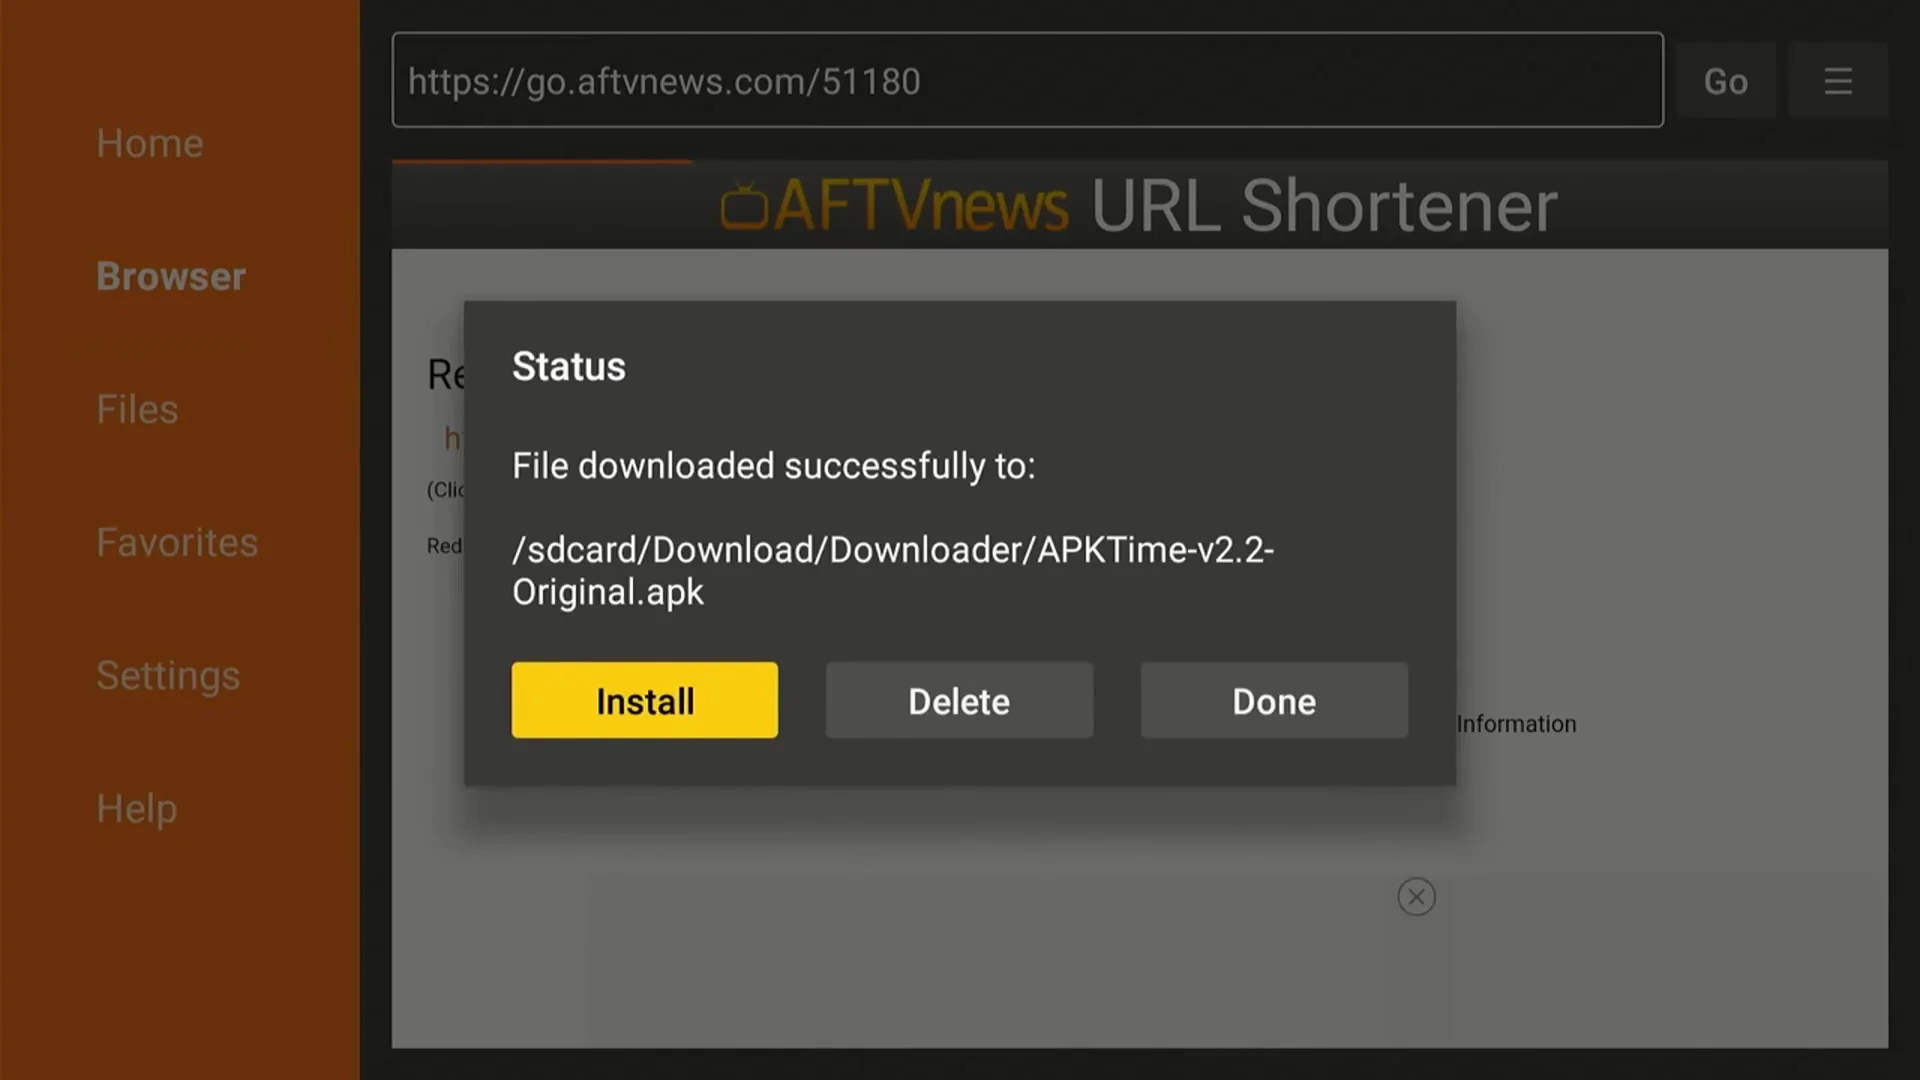 https://go.aftvnews.com/51180
Go
Home
AFTVnews URL Shortener
Browser
Status
Files
File downloaded successfully to:
Favorites
/sdcard/Download/Downloader/APKTime-v2.2-
Original.apk
Settings
Install
Delete
Done
Information
Help